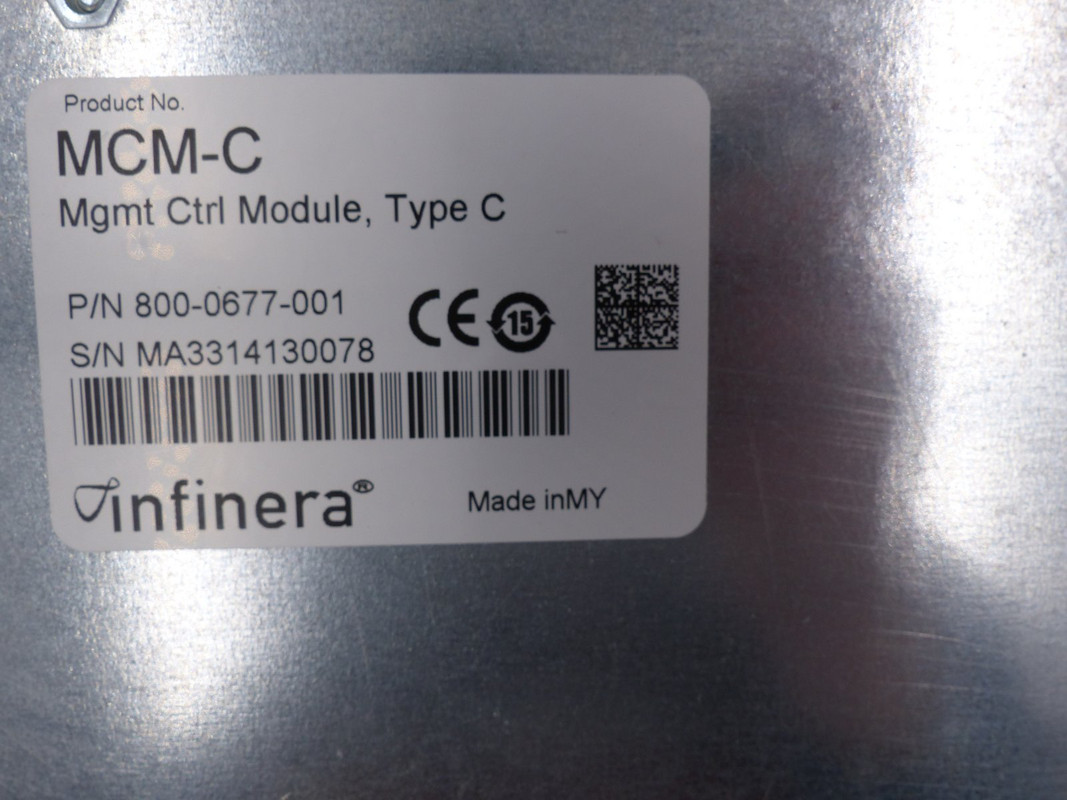 Product No.
MCM-C
Mgmt Ctrl Module, Type C
P/N 800-0677-001
CE 15
S/N MA3314130078
infinera®
Made inMY